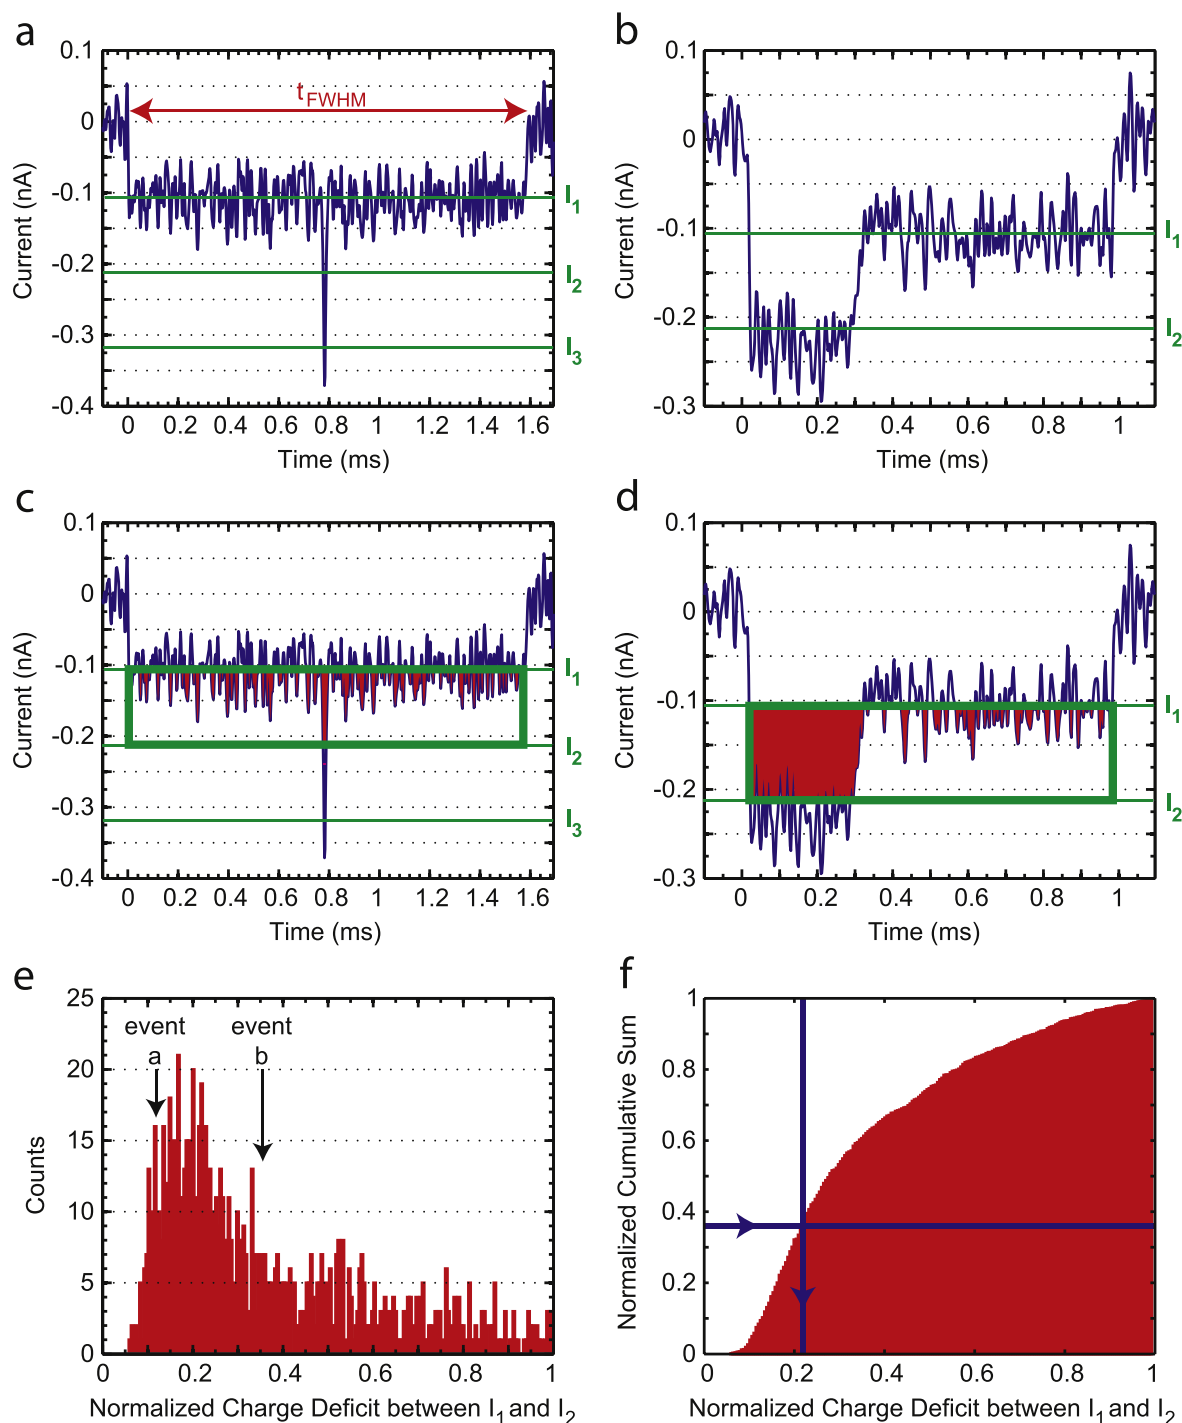 a
0.1
0
-0.1
-0.2
-0.3
-0.4
Current (nA)
tFWHM
I1
I2
I3
0 0.2 0.4 0.6 0.8 1 1.2 1.4 1.6
Time (ms)
b
0.1
0
-0.1
-0.2
-0.3
Current (nA)
I1
I2
0 0.2 0.4 0.6 0.8 1
Time (ms)
c
0.1
0
-0.1
-0.2
-0.3
-0.4
Current (nA)
I1
I2
I3
0 0.2 0.4 0.6 0.8 1 1.2 1.4 1.6
Time (ms)
d
0.1
0
-0.1
-0.2
-0.3
Current (nA)
I1
I2
0 0.2 0.4 0.6 0.8 1
Time (ms)
e
25
20
15
10
5
0
Counts
event
a
event
b
0 0.2 0.4 0.6 0.8 1
Normalized Charge Deficit between I1 and I2
f
1
0.8
0.6
0.4
0.2
0
Normalized Cumulative Sum
0 0.2 0.4 0.6 0.8 1
Normalized Charge Deficit between I1 and I2